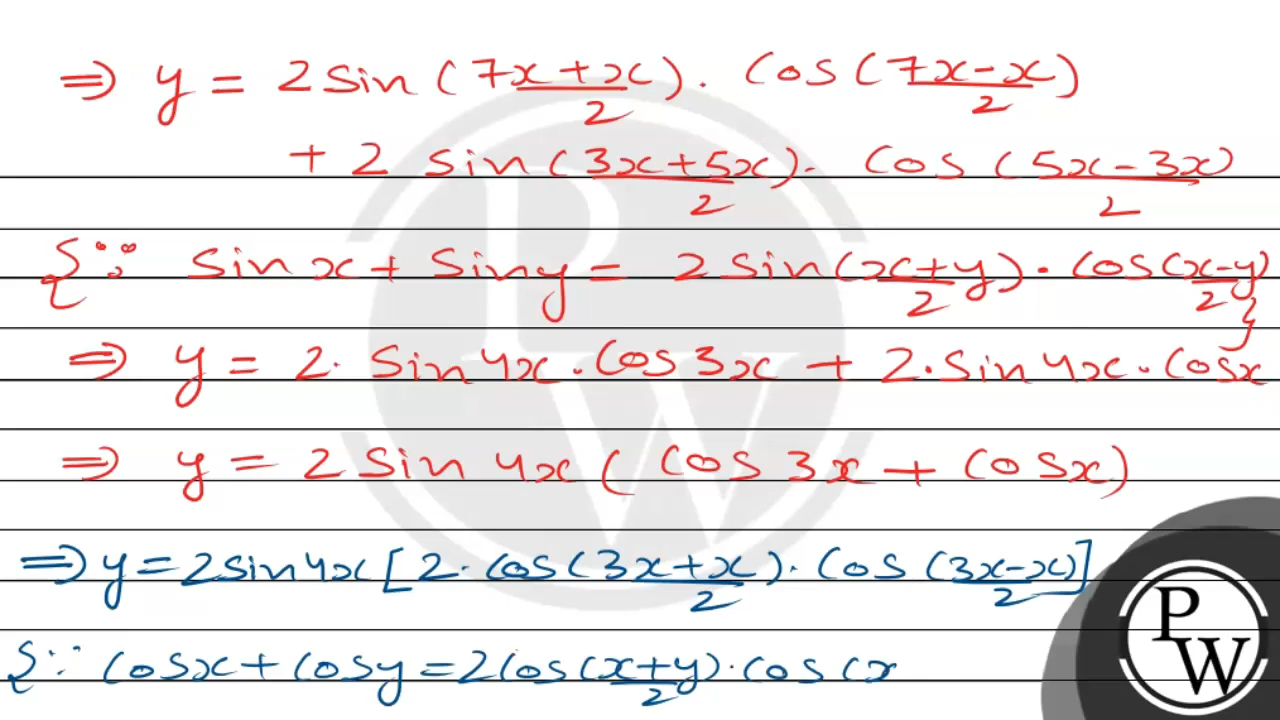 ⇒ y = 2 sin (7x+x/2) · cos (7x-x/2)
+ 2 sin (3x+5x/2) · cos (5x-3x/2)
{∵ sin x + sin y = 2 sin (x+y/2) · cos (x-y/2)}
⇒ y = 2· sin 4x · cos 3x + 2 · sin 4x · cos x
⇒ y = 2 sin 4x ( cos 3x + cos x)
⇒ y = 2 sin 4x [ 2 · cos (3x+x/2) · cos (3x-x/2)]
{∵ cos x + cos y = 2 cos (x+y/2) · cos (x
P
W